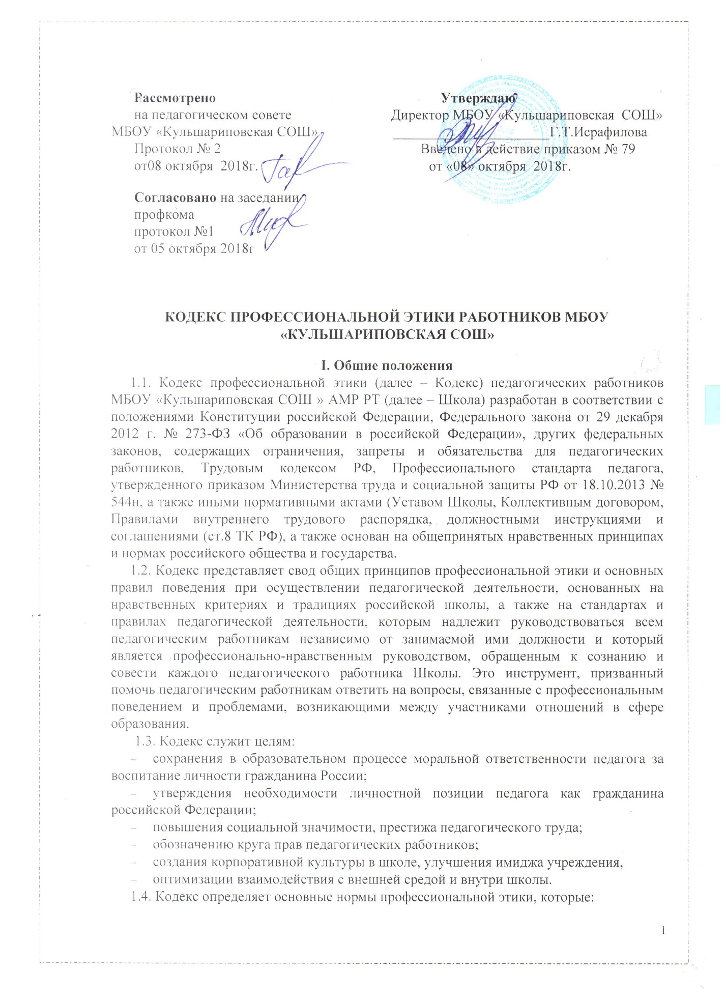 Рассмотрено
на педагогическом совете
МБОУ «Кульшариповская СОШ»
Протокол № 2
от08 октября 2018г.
Согласовано на заседании
профкома
протокол №1
от 05 октября 2018г
Утверждаю
Директор МБОУ «Кульшариповская СОШ»
______________________Г.Т.Исрафилова
Введено в действие приказом № 79
от «08» октября 2018г.
КОДЕКС ПРОФЕССИОНАЛЬНОЙ ЭТИКИ РАБОТНИКОВ МБОУ
«КУЛЬШАРИПОВСКАЯ СОШ»
I. Общие положения
1.1. Кодекс профессиональной этики (далее – Кодекс) педагогических работников
МБОУ «Кульшариповская СОШ » АМР РТ (далее – Школа) разработан в соответствии с
положениями Конституции российской Федерации, Федерального закона от 29 декабря
2012 г. № 273-ФЗ «Об образовании в российской Федерации», других федеральных
законов, содержащих ограничения, запреты и обязательства для педагогических
работников, Трудовым кодексом РФ, Профессионального стандарта педагога,
утвержденного приказом Министерства труда и социальной защиты РФ от 18.10.2013 №
544н, а также иными нормативными актами (Уставом Школы, Коллективным договором,
Правилами внутреннего трудового распорядка, должностными инструкциями и
соглашениями (ст.8 ТК РФ), а также основан на общепринятых нравственных принципах
и нормах российского общества и государства.
1.2. Кодекс представляет свод общих принципов профессиональной этики и основных
правил поведения при осуществлении педагогической деятельности, основанных на
нравственных критериях и традициях российской школы, а также на стандартах и
правилах педагогической деятельности, которым надлежит руководствоваться всем
педагогическим работникам независимо от занимаемой ими должности и который
является профессионально-нравственным руководством, обращенным к сознанию и
совести каждого педагогического работника Школы. Это инструмент, призванный
помочь педагогическим работникам ответить на вопросы, связанные с профессиональным
поведением и проблемами, возникающими между участниками отношений в сфере
образования.
1.3. Кодекс служит целям:
– сохранения в образовательном процессе моральной ответственности педагога за
воспитание личности гражданина России;
– утверждения необходимости личностной позиции педагога как гражданина
российской Федерации;
– повышения социальной значимости, престижа педагогического труда;
– обозначению круга прав педагогических работников;
– создания корпоративной культуры в школе, улучшения имиджа учреждения,
– оптимизации взаимодействия с внешней средой и внутри школы.
1.4. Кодекс определяет основные нормы профессиональной этики, которые:
1